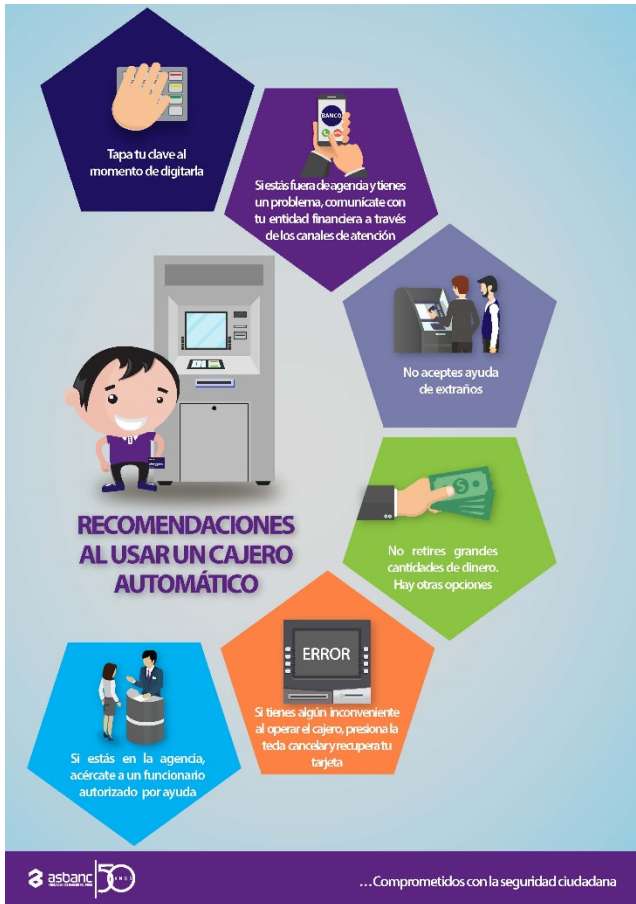 Tapa tu clave al
momento de digitarla
BANCO
Si estás fuera de agencia y tienes
un problema, comunícate con
tu entidad financiera a través
de los canales de atención
No aceptes ayuda
de extraños
No retires grandes
cantidades de dinero.
Hay otras opciones
RECOMENDACIONES
AL USAR UN CAJERO
AUTOMÁTICO
ERROR
Si tienes algún inconveniente
al operar el cajero, presiona la
tecla cancelar y recupera tu
tarjeta
Si estás en la agencia,
acércate a un funcionario
autorizado por ayuda
asbanc
50
AÑOS
...Comprometidos con la seguridad ciudadana